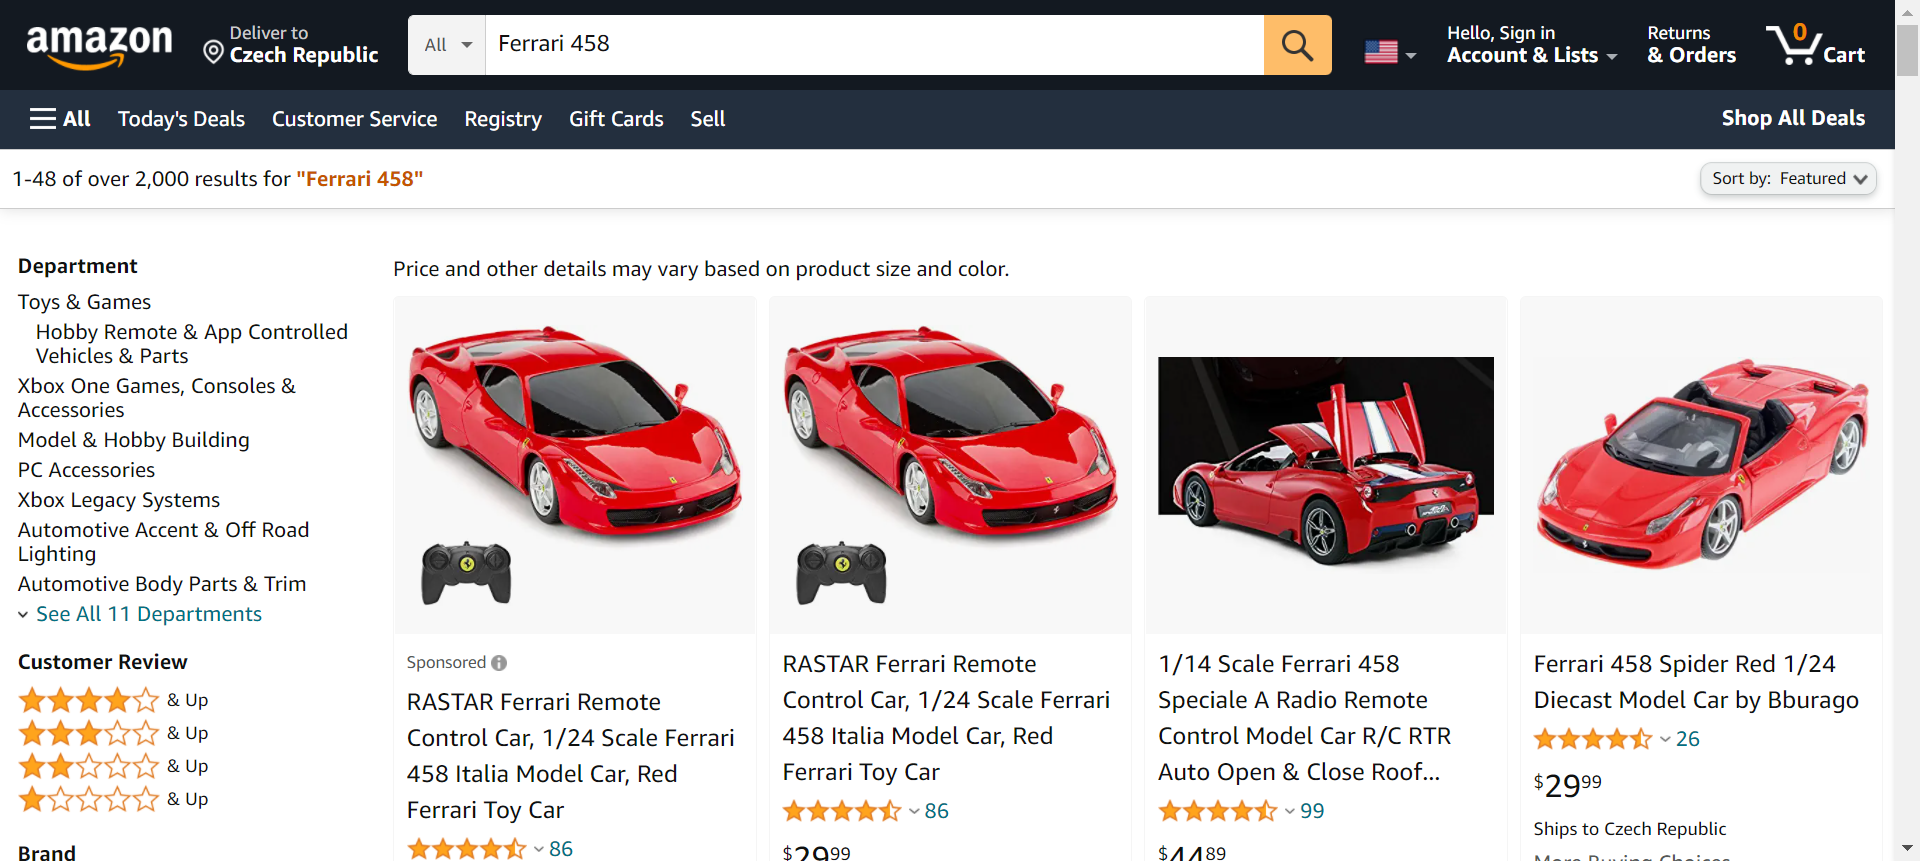 amazon
Deliver to
Czech Republic
All
Ferrari 458
Hello, Sign in
Account & Lists
Returns
& Orders
0
Cart
All
Today's Deals
Customer Service
Registry
Gift Cards
Sell
Shop All Deals
1-48 of over 2,000 results for "Ferrari 458"
Sort by: Featured
Department
Toys & Games
Hobby Remote & App Controlled
Vehicles & Parts
Xbox One Games, Consoles &
Accessories
Model & Hobby Building
PC Accessories
Xbox Legacy Systems
Automotive Accent & Off Road
Lighting
Automotive Body Parts & Trim
See All 11 Departments
Customer Review
& Up
& Up
& Up
& Up
Brand
Price and other details may vary based on product size and color.
Sponsored
RASTAR Ferrari Remote
Control Car, 1/24 Scale Ferrari
458 Italia Model Car, Red
Ferrari Toy Car
86
RASTAR Ferrari Remote
Control Car, 1/24 Scale Ferrari
458 Italia Model Car, Red
Ferrari Toy Car
86
$29.99
1/14 Scale Ferrari 458
Speciale A Radio Remote
Control Model Car R/C RTR
Auto Open & Close Roof...
99
$44.89
Ferrari 458 Spider Red 1/24
Diecast Model Car by Bburago
26
$29.99
Ships to Czech Republic
More Buying Choices